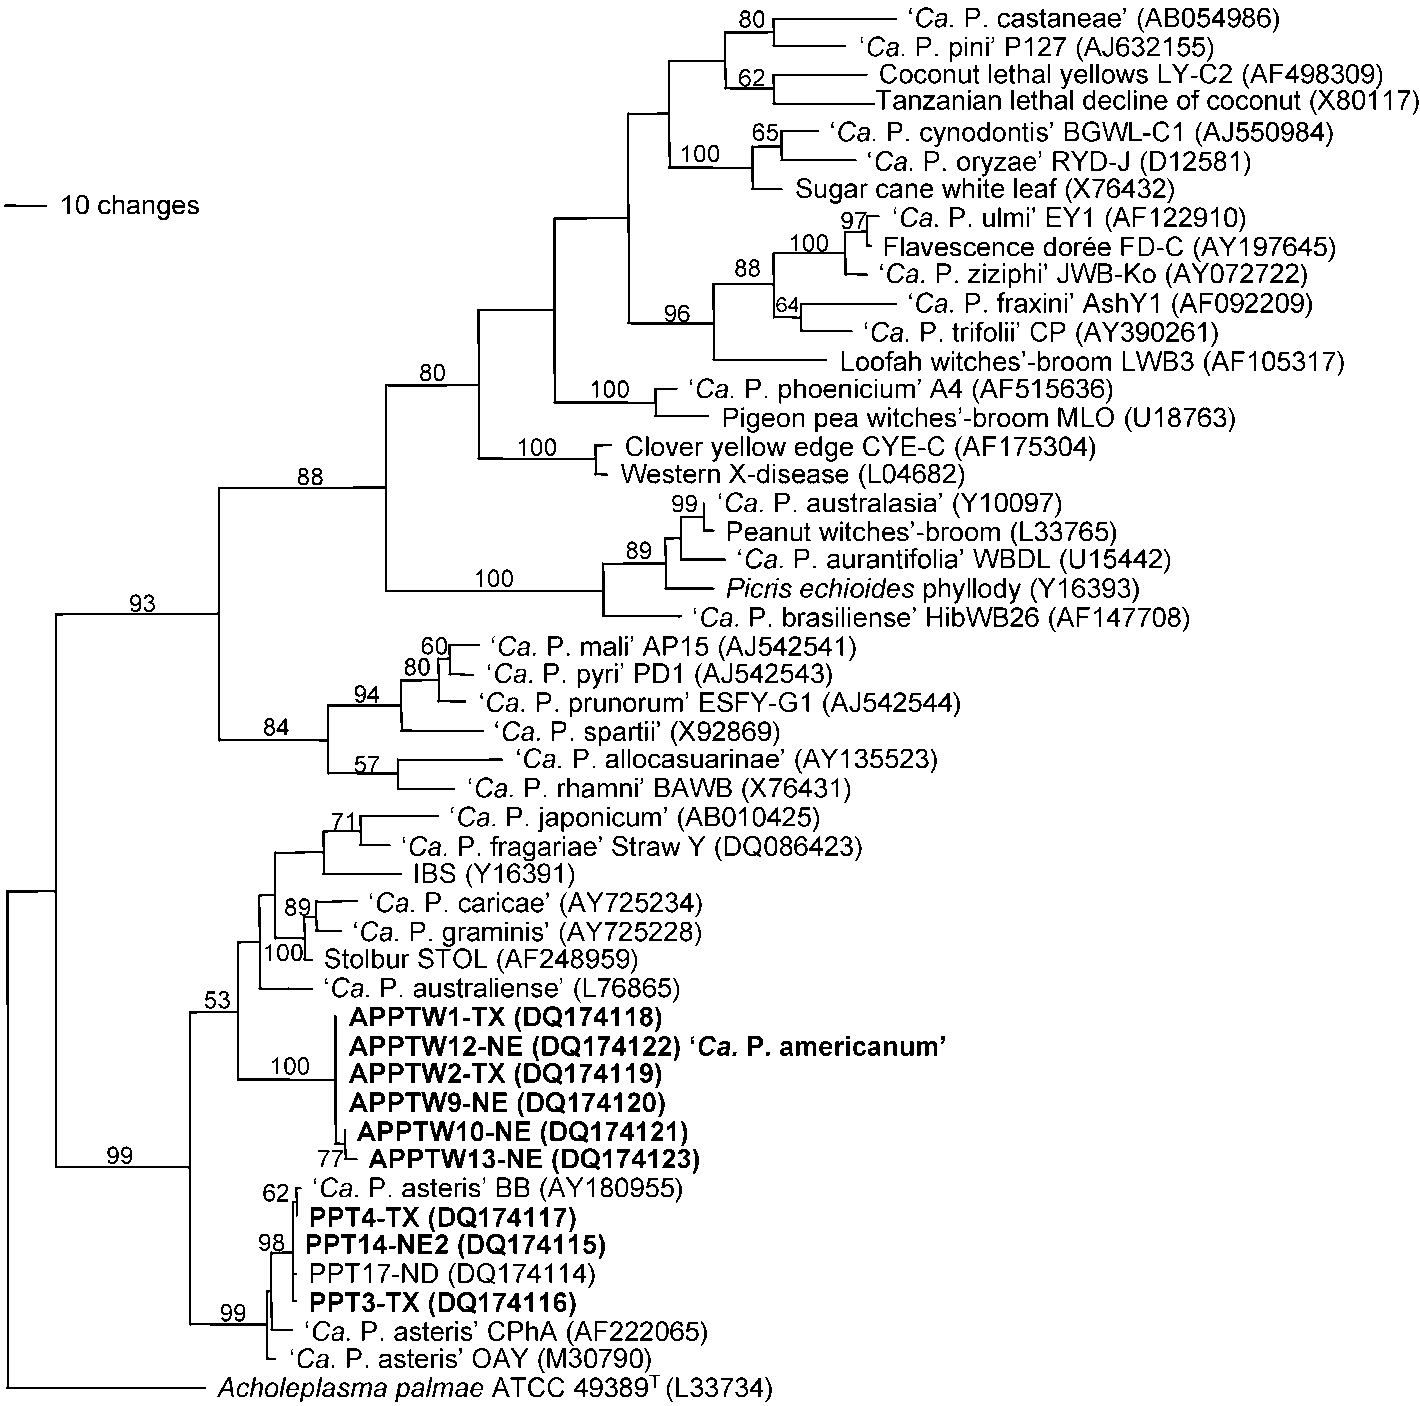 80 ‘Ca. P. castaneae’ (AB054986)
‘Ca. P. pini’ P127 (AJ632155)
62 Coconut lethal yellows LY-C2 (AF498309)
Tanzanian lethal decline of coconut (X80117)
65 ‘Ca. P. cynodontis’ BGWL-C1 (AJ550984)
100 ‘Ca. P. oryzae’ RYD-J (D12581)
Sugar cane white leaf (X76432)
10 changes
97 ‘Ca. P. ulmi’ EY1 (AF122910)
100 Flavescence dorée FD-C (AY197645)
88 ‘Ca. P. ziziphi’ JWB-Ko (AY072722)
64 ‘Ca. P. fraxini’ AshY1 (AF092209)
96 ‘Ca. P. trifolii’ CP (AY390261)
Loofah witches’-broom LWB3 (AF105317)
80 100 ‘Ca. P. phoenicium’ A4 (AF515636)
Pigeon pea witches’-broom MLO (U18763)
100 Clover yellow edge CYE-C (AF175304)
88 Western X-disease (L04682)
99 ‘Ca. P. australasia’ (Y10097)
Peanut witches’-broom (L33765)
89 ‘Ca. P. aurantifolia’ WBDL (U15442)
100 Picris echioides phyllody (Y16393)
93 ‘Ca. P. brasiliense’ HibWB26 (AF147708)
60 ‘Ca. P. mali’ AP15 (AJ542541)
80 ‘Ca. P. pyri’ PD1 (AJ542543)
94 ‘Ca. P. prunorum’ ESFY-G1 (AJ542544)
84 ‘Ca. P. spartii’ (X92869)
57 ‘Ca. P. allocasuarinae’ (AY135523)
‘Ca. P. rhamni’ BAWB (X76431)
71 ‘Ca. P. japonicum’ (AB010425)
‘Ca. P. fragariae’ Straw Y (DQ086423)
IBS (Y16391)
89 ‘Ca. P. caricae’ (AY725234)
‘Ca. P. graminis’ (AY725228)
100 Stolbur STOL (AF248959)
53 ‘Ca. P. australiense’ (L76865)
APPTW1-TX (DQ174118)
APPTW12-NE (DQ174122) ‘Ca. P. americanum’
100 APPTW2-TX (DQ174119)
APPTW9-NE (DQ174120)
APPTW10-NE (DQ174121)
99 77 APPTW13-NE (DQ174123)
62 ‘Ca. P. asteris’ BB (AY180955)
PPT4-TX (DQ174117)
98 PPT14-NE2 (DQ174115)
PPT17-ND (DQ174114)
99 PPT3-TX (DQ174116)
‘Ca. P. asteris’ CPhA (AF222065)
‘Ca. P. asteris’ OAY (M30790)
Acholeplasma palmae ATCC 49389T (L33734)